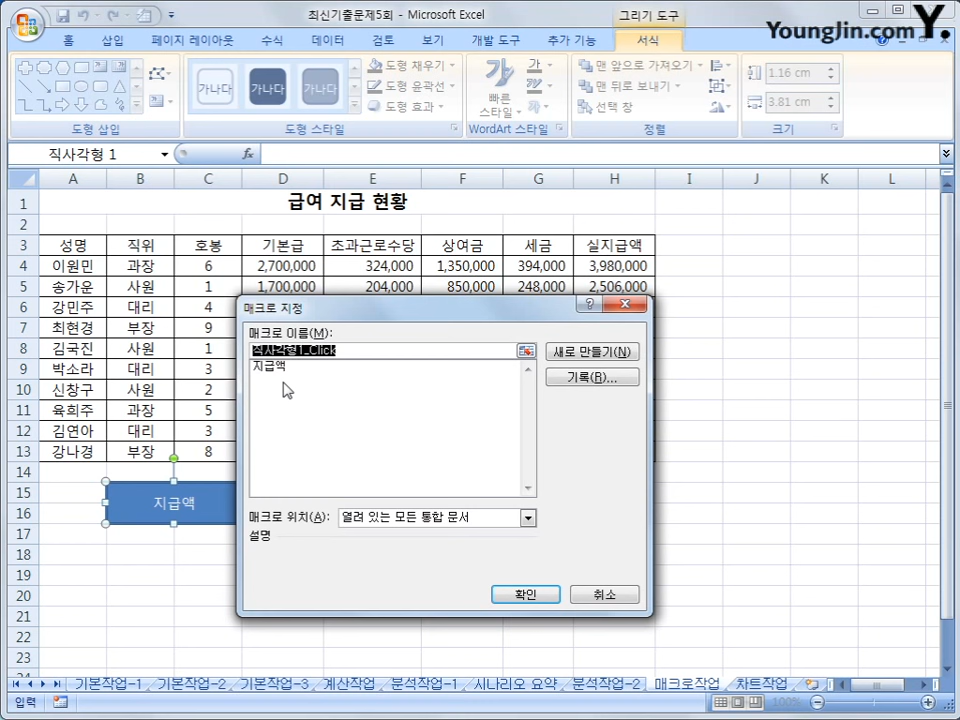 최신기출문제5회 - Microsoft Excel
그리기 도구
YoungJin.com Y.
홈 삽입 페이지 레이아웃 수식 데이터 검토 보기 개발 도구 추가 기능 서식
가나다 가나다 가나다
도형 채우기
도형 윤곽선
도형 효과
빠른
스타일
가
가
맨 앞으로 가져오기
맨 뒤로 보내기
선택 창
1.16 cm
3.81 cm
도형 삽입 도형 스타일 WordArt 스타일 정렬 크기
직사각형 1 fx
A B C D E F G H I J K L
1 급여 지급 현황
2
3 성명 직위 호봉 기본급 초과근로수당 상여금 세금 실지급액
4 이원민 과장 6 2,700,000 324,000 1,350,000 394,000 3,980,000
5 송가운 사원 1 1,700,000 204,000 850,000 248,000 2,506,000
6 강민주 대리 4
7 최현경 부장 9
8 김국진 사원 1
9 박소라 대리 3
10 신창구 사원 2
11 육희주 과장 5
12 김연아 대리 3
13 강나경 부장 8
14
15
지급액
16
17
18
19
20
21
22
23
매크로 지정
매크로 이름(M):
직사각형1_Click
새로 만들기(N)
지급액
기록(R)...
매크로 위치(A): 열려 있는 모든 통합 문서
설명
확인 취소
기본작업-1 기본작업-2 기본작업-3 계산작업 분석작업-1 시나리오 요약 분석작업-2 매크로작업 차트작업
입력 100%